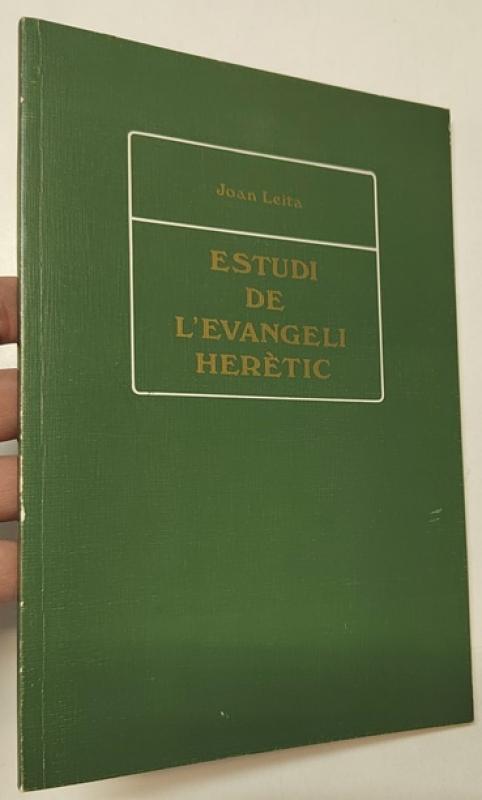 Joan Leita
ESTUDI
DE
L'EVANGELI
HERÈTIC